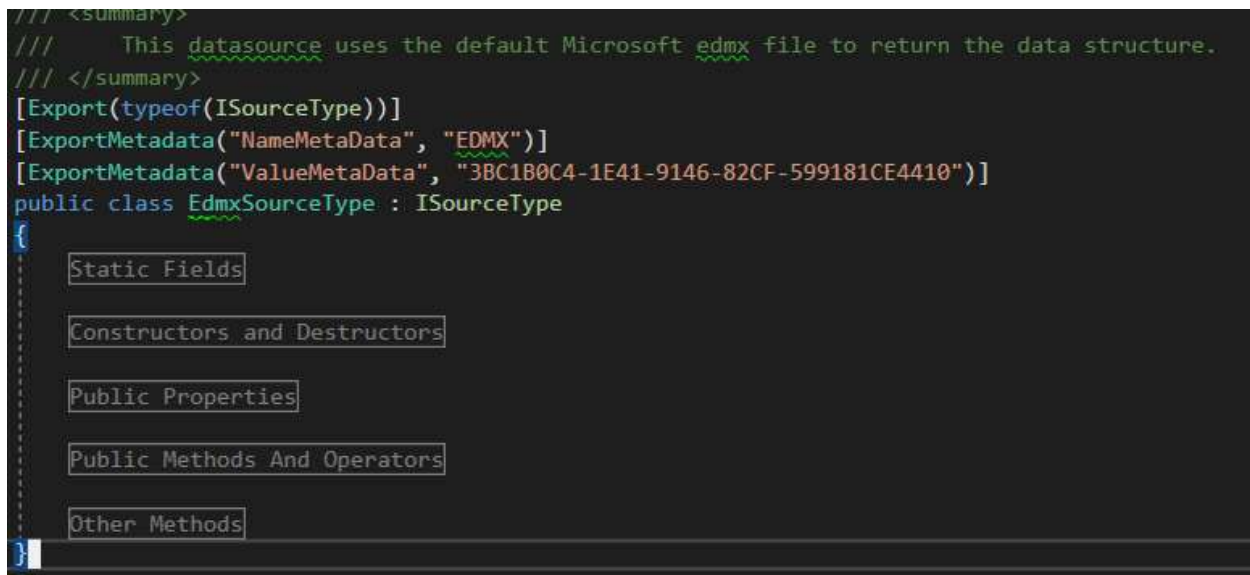 /// <summary>
/// This datasource uses the default Microsoft edmx file to return the data structure.
/// </summary>
[Export(typeof(ISourceType))]
[ExportMetadata("NameMetaData", "EDMX")]
[ExportMetadata("ValueMetaData", "3BC1B0C4-1E41-9146-82CF-599181CE4410")]
public class EdmxSourceType : ISourceType
{
Static Fields
Constructors and Destructors
Public Properties
Public Methods And Operators
Other Methods
}